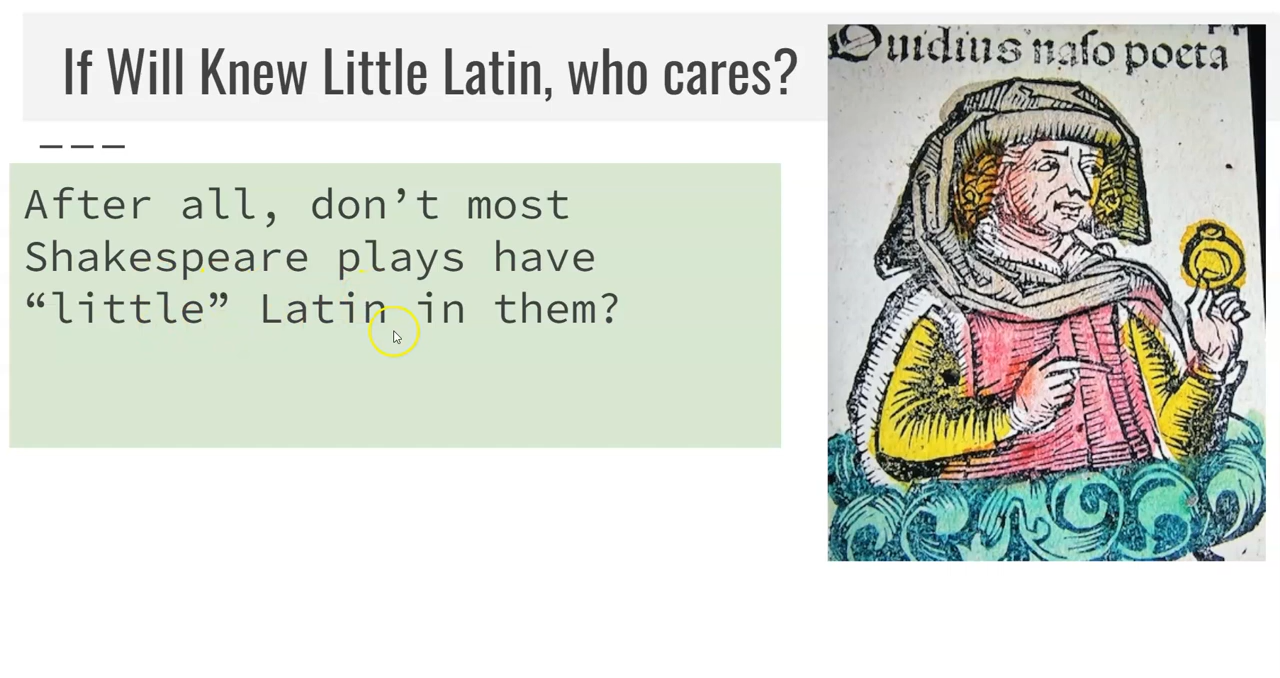 If Will Knew Little Latin, who cares?
Ouidius naso poeta
After all, don’t most
Shakespeare plays have
“little” Latin in them?